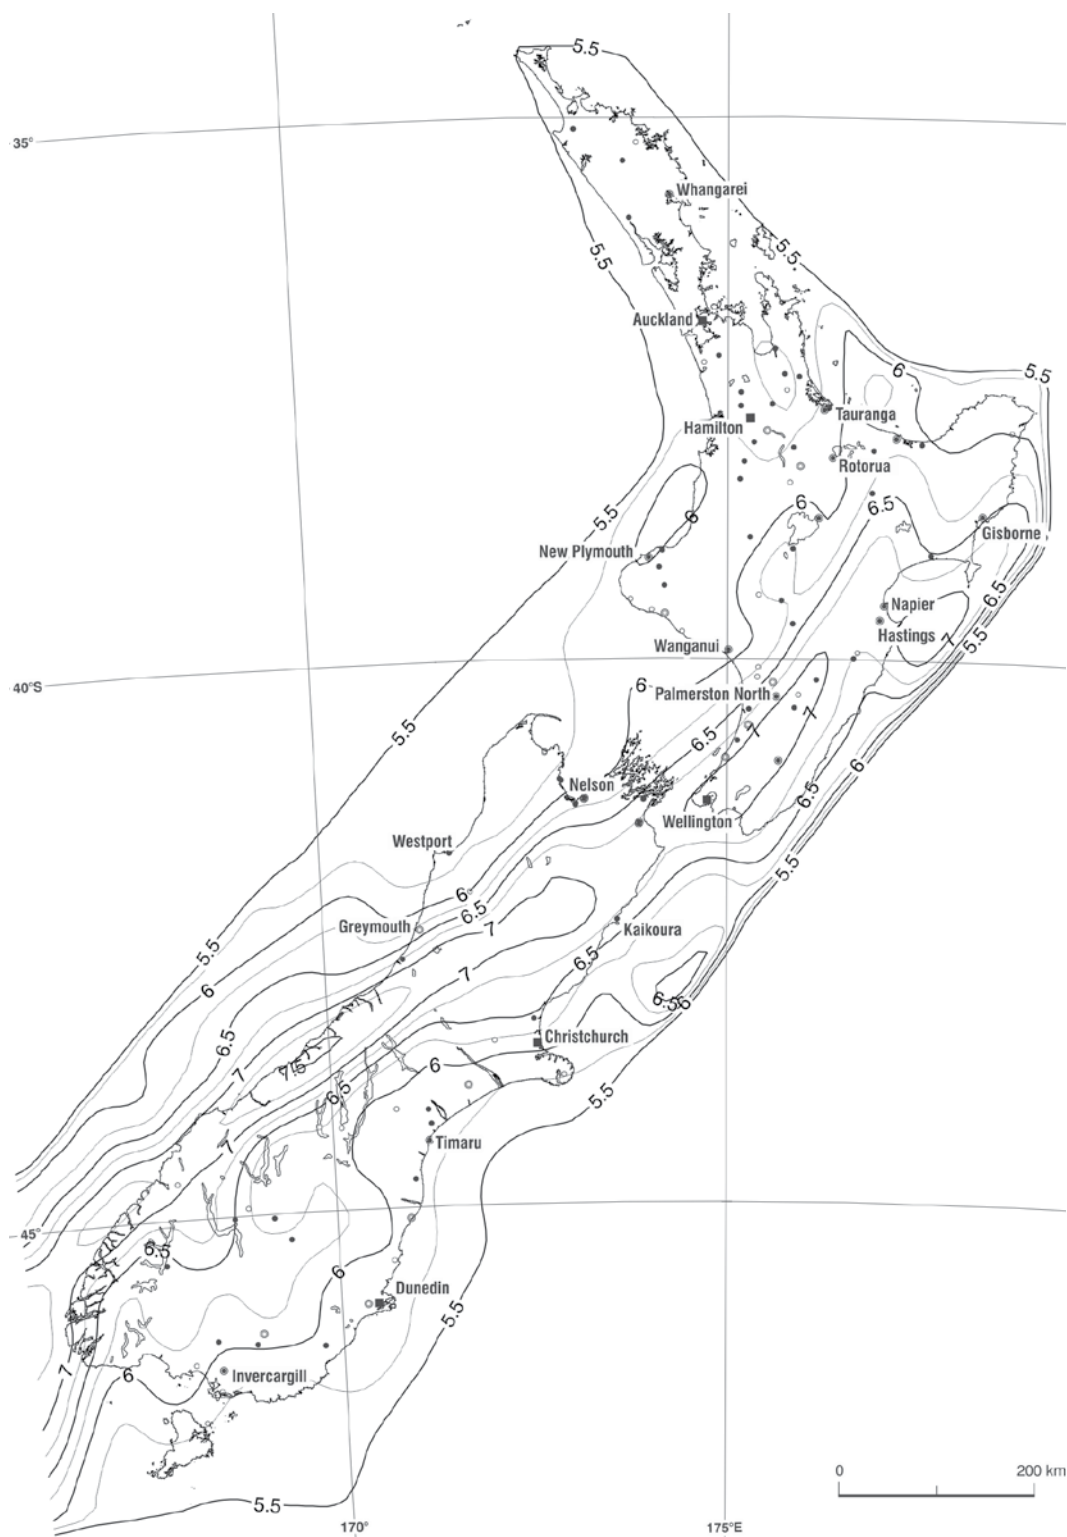 5.5
35°
Whangarei
5.5
5.5
Auckland
6
5.5
Tauranga
Hamilton
Rotorua
6
6.5
5.5
6
Gisborne
New Plymouth
6.5
Napier
Hastings
7
5.5
Wanganui
40°S
6
Palmerston North
7
5.5
6.5
7
6
Nelson
6.5
Wellington
Westport
5.5
6
6.5
Greymouth
7
Kaikoura
5.5
6.5
7
6
6.5
6
6.5
Christchurch
6
7
7.5
6.5
5.5
7
Timaru
45°
6.5
6
Dunedin
5.5
7
6
Invercargill
0
200 km
5.5
170°
175°E